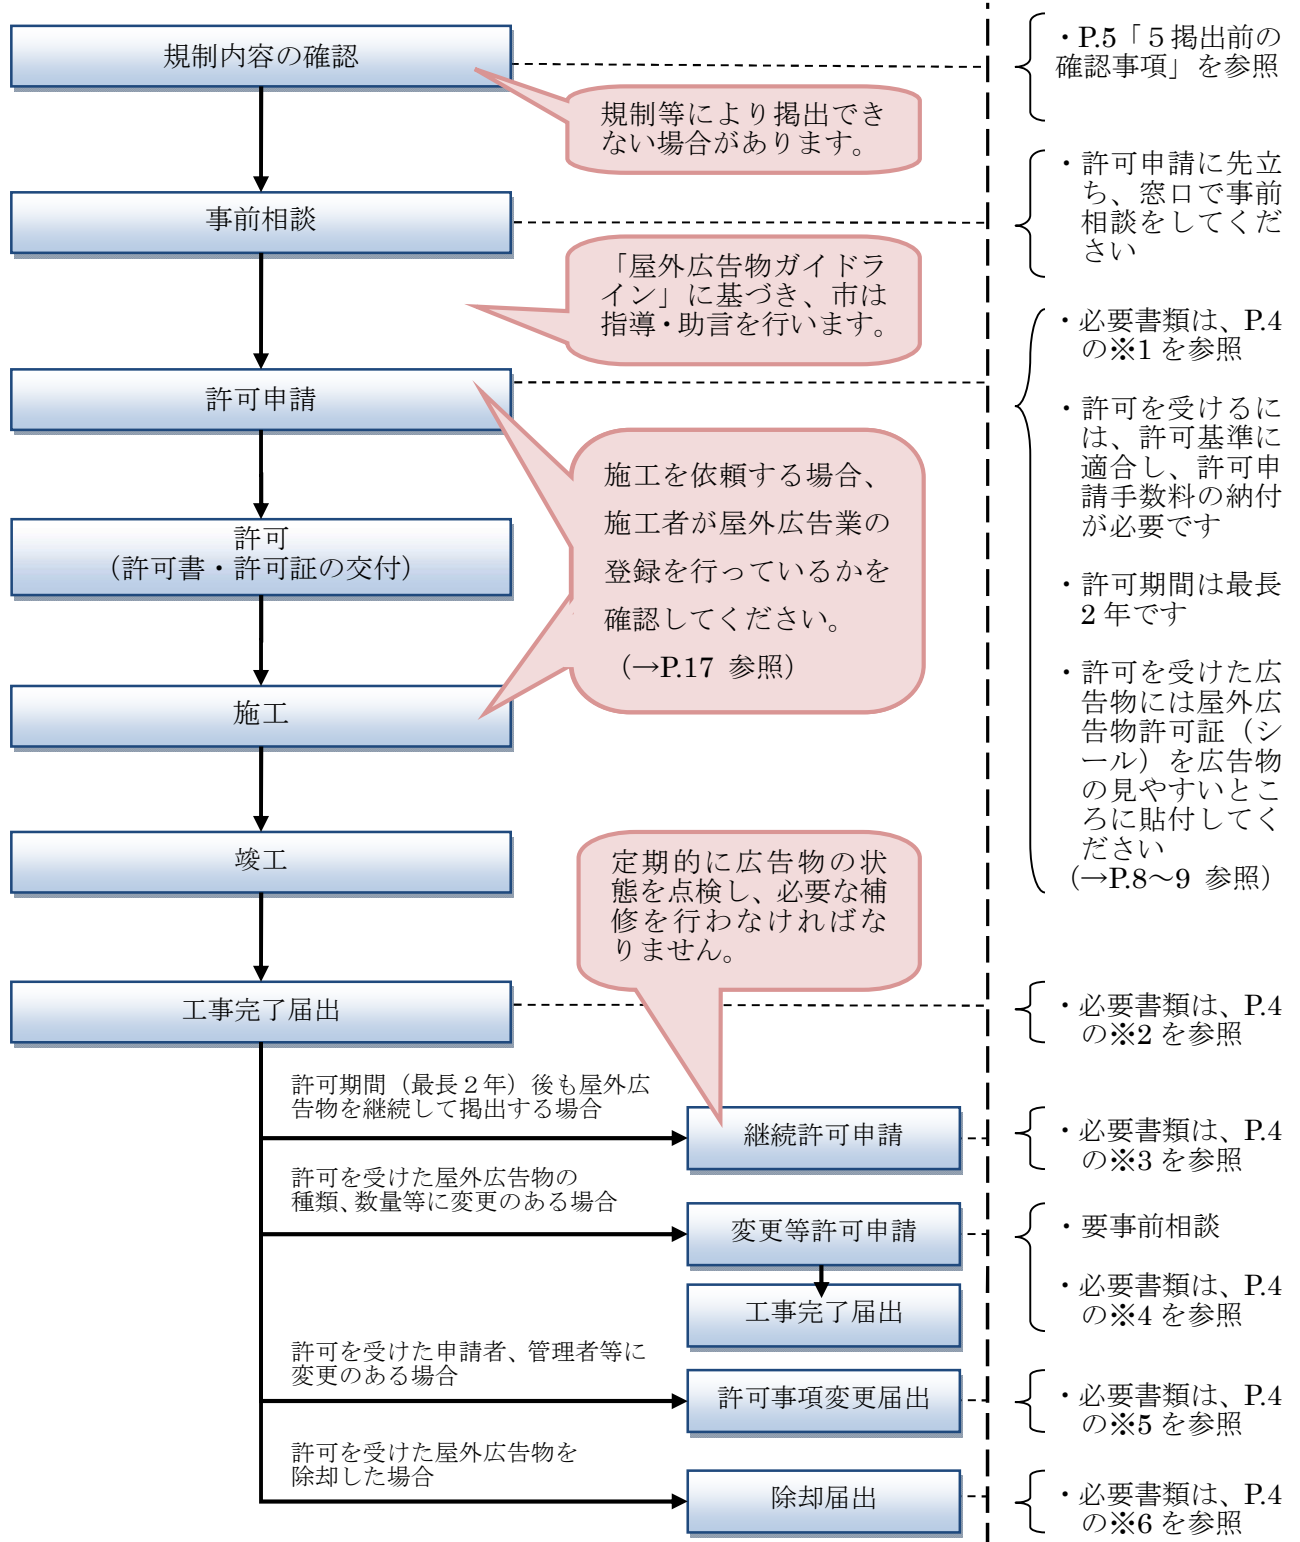 規制内容の確認
・P.5「５掲出前の
確認事項」を参照
規制等により掲出でき
ない場合があります。
事前相談
・許可申請に先立
ち、窓口で事前
相談をしてくだ
さい
「屋外広告物ガイドラ
イン」に基づき、市は
指導・助言を行います。
許可申請
・必要書類は、P.4
の※1 を参照
・許可を受けるに
は、許可基準に
適合し、許可申
請手数料の納付
が必要です
・許可期間は最長
2 年です
・許可を受けた広
告物には屋外広
告物許可証（シ
ール）を広告物
の見やすいとこ
ろに貼付してく
ださい
（→P.8～9 参照）
施工を依頼する場合、
施工者が屋外広告業の
登録を行っているかを
確認してください。
（→P.17 参照）
許可
（許可書・許可証の交付）
施工
竣工
定期的に広告物の状
態を点検し、必要な補
修を行わなければな
りません。
工事完了届出
・必要書類は、P.4
の※2 を参照
許可期間（最長２年）後も屋外広
告物を継続して掲出する場合
継続許可申請
・必要書類は、P.4
の※3 を参照
許可を受けた屋外広告物の
種類、数量等に変更のある場合
変更等許可申請
・要事前相談
・必要書類は、P.4
の※4 を参照
工事完了届出
許可を受けた申請者、管理者等に
変更のある場合
許可事項変更届出
・必要書類は、P.4
の※5 を参照
許可を受けた屋外広告物を
除却した場合
除却届出
・必要書類は、P.4
の※6 を参照